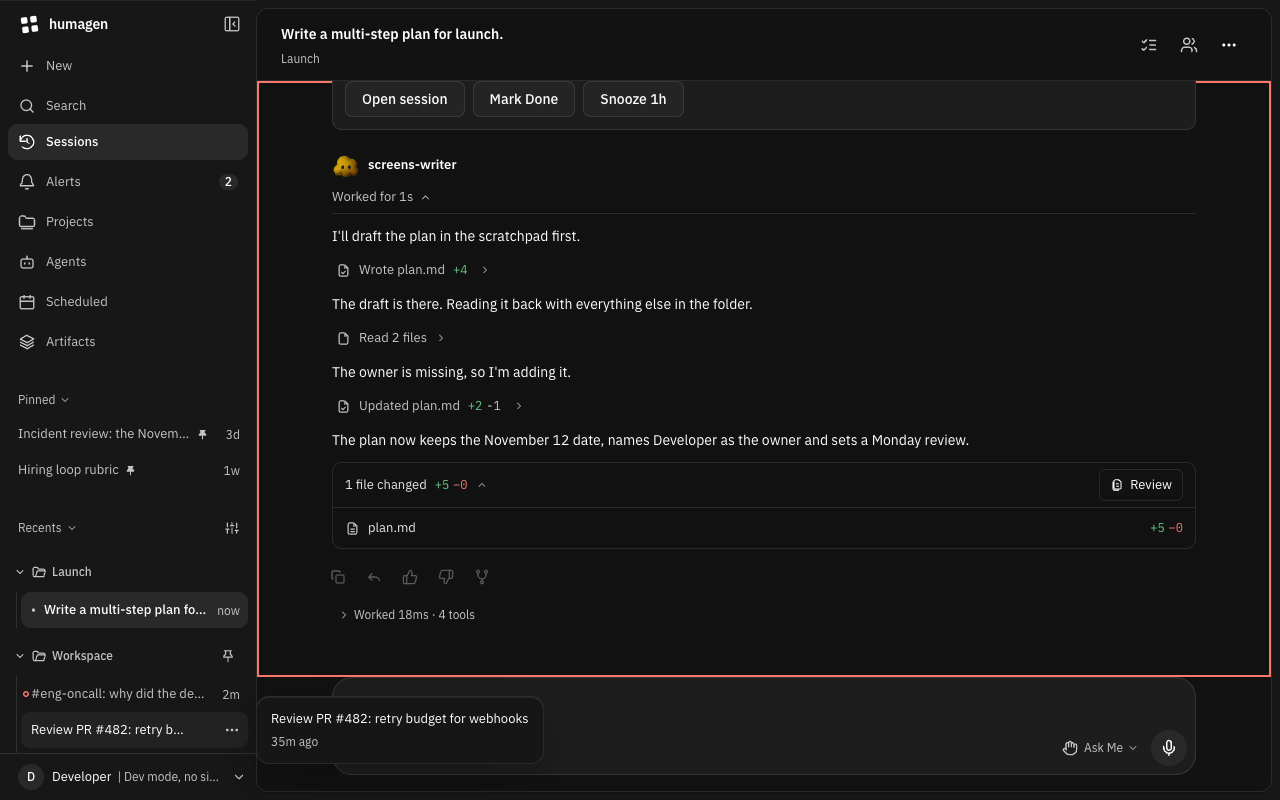 humagen
New
Search
Sessions
Alerts 2
Projects
Agents
Scheduled
Artifacts
Pinned
Incident review: the Novem... 3d
Hiring loop rubric 1w
Recents
Launch
Write a multi-step plan fo... now
Workspace
#eng-oncall: why did the de... 2m
Review PR #482: retry b...
D Developer | Dev mode, no si...
Write a multi-step plan for launch.
Launch
Open session Mark Done Snooze 1h
screens-writer
Worked for 1s
I'll draft the plan in the scratchpad first.
Wrote plan.md +4
The draft is there. Reading it back with everything else in the folder.
Read 2 files
The owner is missing, so I'm adding it.
Updated plan.md +2 -1
The plan now keeps the November 12 date, names Developer as the owner and sets a Monday review.
1 file changed +5 −0 Review
plan.md +5 −0
Worked 18ms · 4 tools
Review PR #482: retry budget for webhooks
35m ago
Ask Me